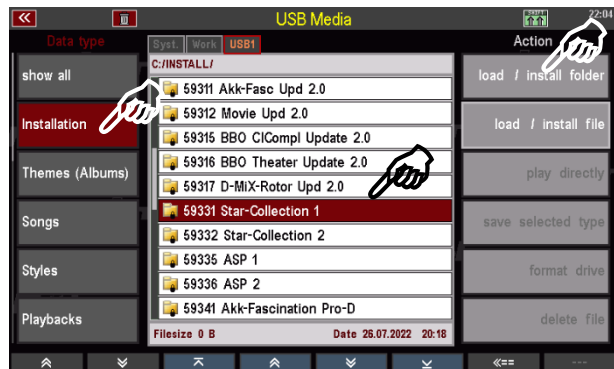 USB Media
SHIFT
22:04
Data type
Syst. Work USB1
Action
C:/INSTALL/
show all
59311 Akk-Fasc Upd 2.0
load / install folder
Installation
59312 Movie Upd 2.0
59315 BBO ClCompl Update 2.0
load / install file
Themes (Albums)
59316 BBO Theater Update 2.0
59317 D-MiX-Rotor Upd 2.0
play directly
Songs
59331 Star-Collection 1
59332 Star-Collection 2
save selected type
Styles
59335 ASP 1
59336 ASP 2
format drive
Playbacks
59341 Akk-Fascination Pro-D
Filesize 0 B Date 26.07.2022 20:18
delete file
«==
---